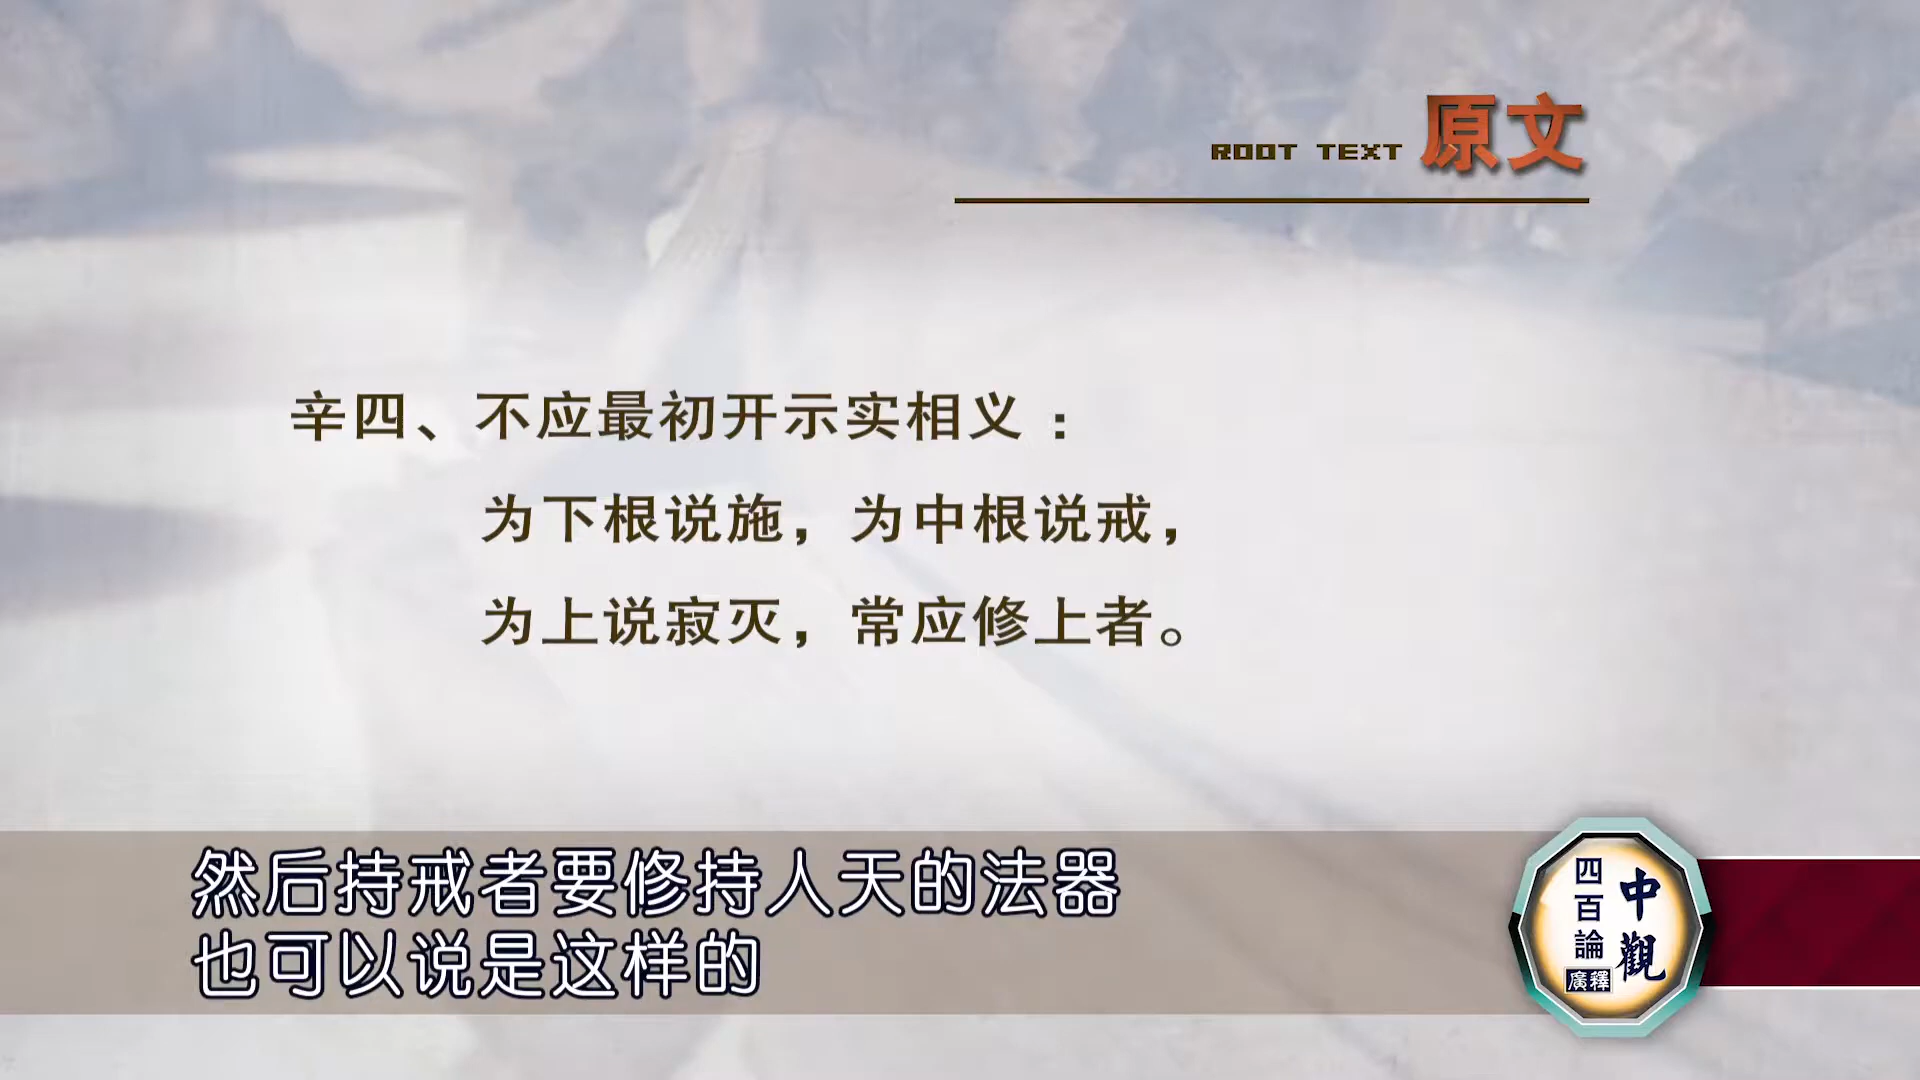 ROOT TEXT 原文
辛四、不应最初开示实相义：
为下根说施，为中根说戒，
为上说寂灭，常应修上者。
然后持戒者要修持人天的法器
也可以说是这样的
中觀
四百論
廣釋